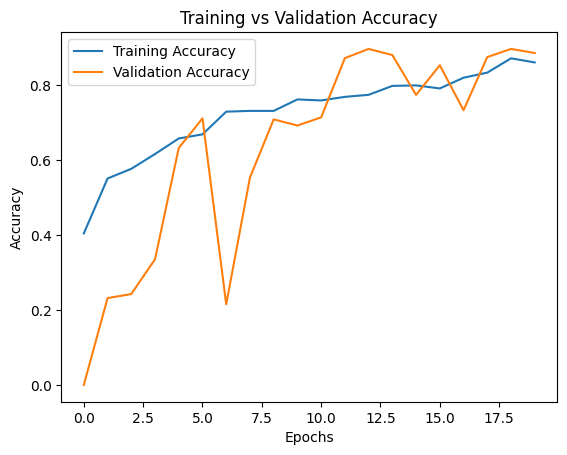 Training vs Validation Accuracy
Training Accuracy
Validation Accuracy
Accuracy
0.8
0.6
0.4
0.2
0.0
0.0 2.5 5.0 7.5 10.0 12.5 15.0 17.5
Epochs